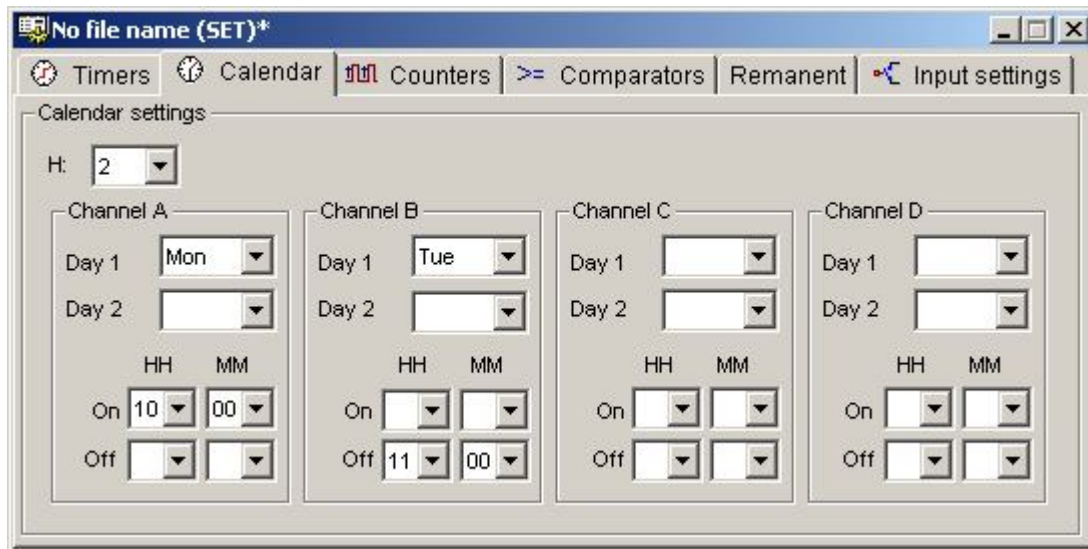 No file name (SET)*
Timers Calendar Counters >= Comparators Remanent Input settings
Calendar settings
H: 2
Channel A Channel B Channel C Channel D
Day 1 Mon Day 1 Tue Day 1 Day 1
Day 2 Day 2 Day 2 Day 2
HH MM HH MM HH MM HH MM
On 10 00 On On On
Off Off 11 00 Off Off